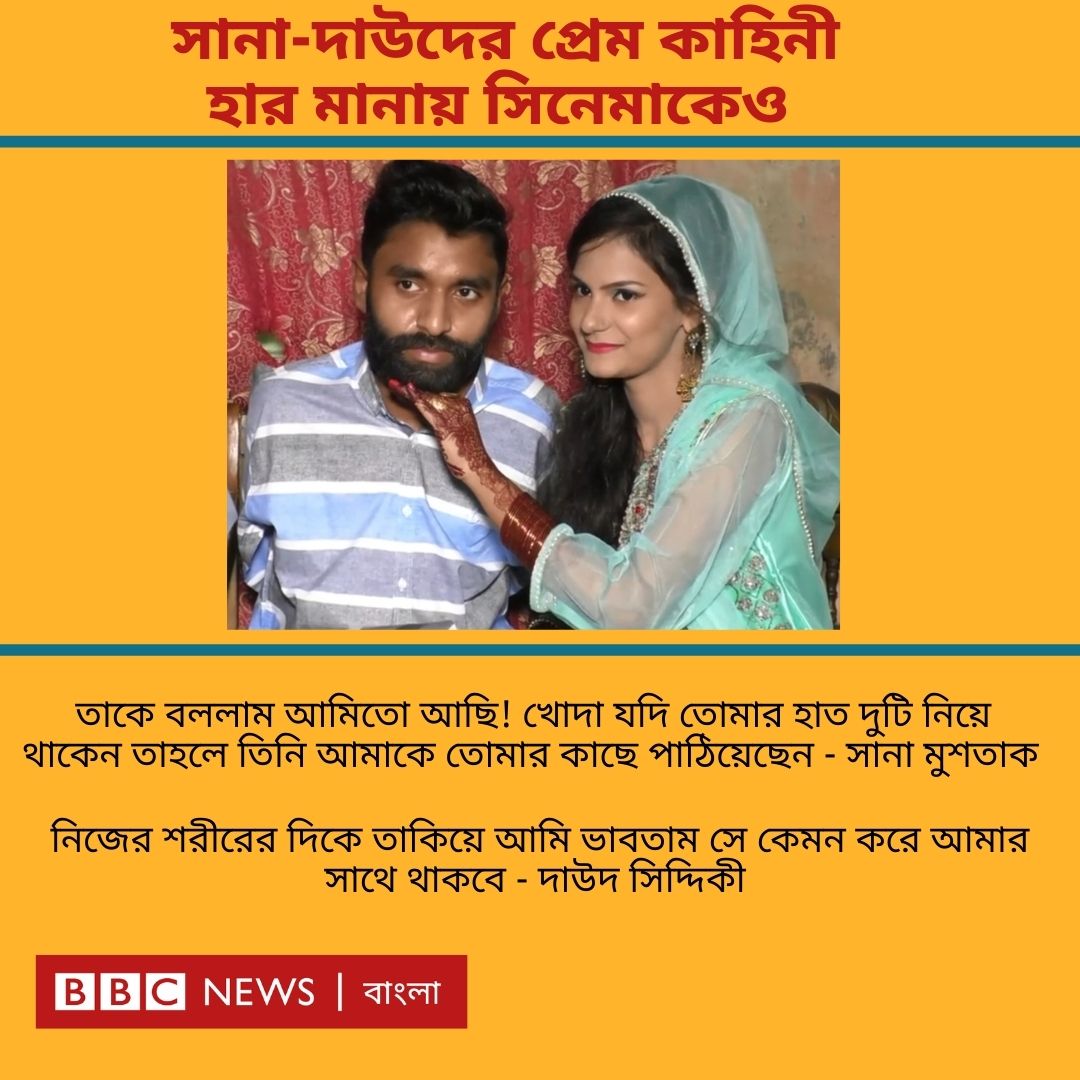 সানা-দাউদের প্রেম কাহিনী
হার মানায় সিনেমাকেও
তাকে বললাম আমিতো আছি! খোদা যদি তোমার হাত দুটি নিয়ে
থাকেন তাহলে তিনি আমাকে তোমার কাছে পাঠিয়েছেন - সানা মুশতাক
নিজের শরীরের দিকে তাকিয়ে আমি ভাবতাম সে কেমন করে আমার
সাথে থাকবে - দাউদ সিদ্দিকী
BBC NEWS | বাংলা